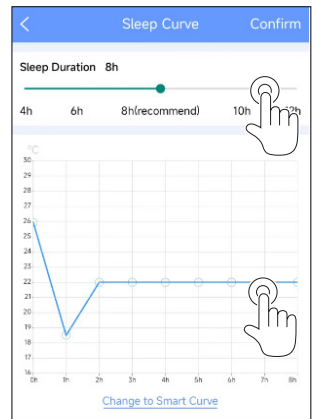 Sleep Curve Confirm
Sleep Duration 8h
4h 6h 8h(recommend) 10h 12h
°C
30
29
28
27
26
25
24
23
22
21
20
19
18
17
16
0h 1h 2h 3h 4h 5h 6h 7h 8h
Change to Smart Curve